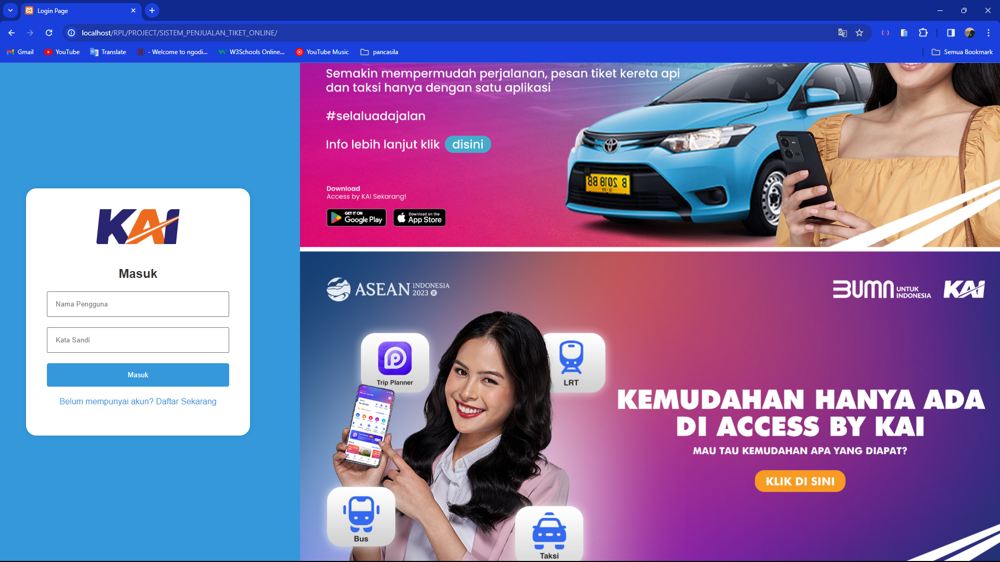 Login Page
localhost/RPL/PROJECT/SISTEM_PENJUALAN_TIKET_ONLINE/
Gmail
YouTube
Translate
- Welcome to ngodi...
W3Schools Online...
YouTube Music
pancasila
Semua Bookmark
KAI
Masuk
Nama Pengguna
Kata Sandi
Masuk
Belum mempunyai akun? Daftar Sekarang
Semakin mempermudah perjalanan, pesan tiket kereta api
dan taksi hanya dengan satu aplikasi
#selaluadajalan
Info lebih lanjut klik disini
Download
Access by KAI Sekarang!
GET IT ON
Google Play
Download on the
App Store
ASEAN INDONESIA
2023
BUMN UNTUK
INDONESIA
KAI
Trip Planner
LRT
KEMUDAHAN HANYA ADA
DI ACCESS BY KAI
MAU TAU KEMUDAHAN APA YANG DIAPAT?
KLIK DI SINI
Bus
Taksi